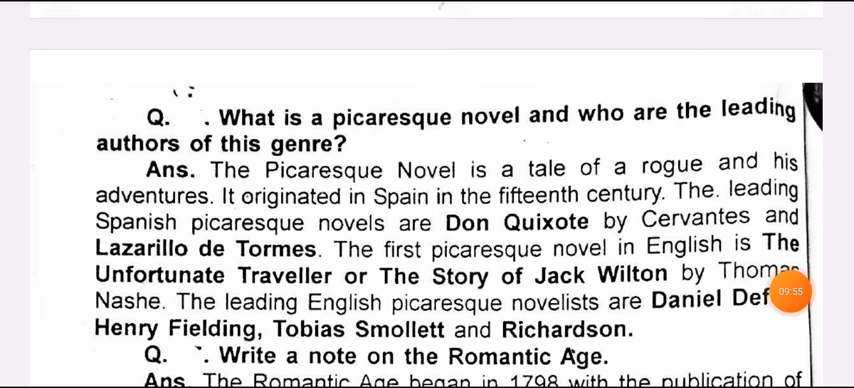 Q. . What is a picaresque novel and who are the leading
authors of this genre?
Ans. The Picaresque Novel is a tale of a rogue and his
adventures. It originated in Spain in the fifteenth century. The. leading
Spanish picaresque novels are Don Quixote by Cervantes and
Lazarillo de Tormes. The first picaresque novel in English is The
Unfortunate Traveller or The Story of Jack Wilton by Thomas
Nashe. The leading English picaresque novelists are Daniel
Henry Fielding, Tobias Smollett and Richardson.
Q. . Write a note on the Romantic Age.
Ans. The Romantic Age began in 1798 with the publication of
09:55